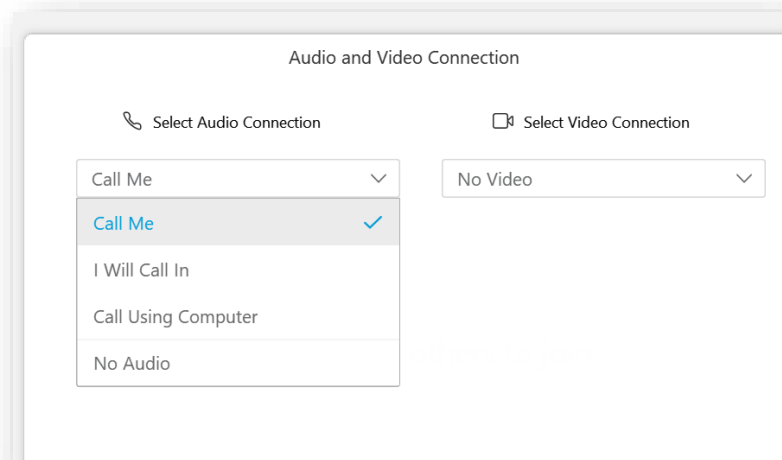 Audio and Video Connection
Select Audio Connection
Select Video Connection
Call Me
No Video
Call Me
I Will Call In
Call Using Computer
No Audio